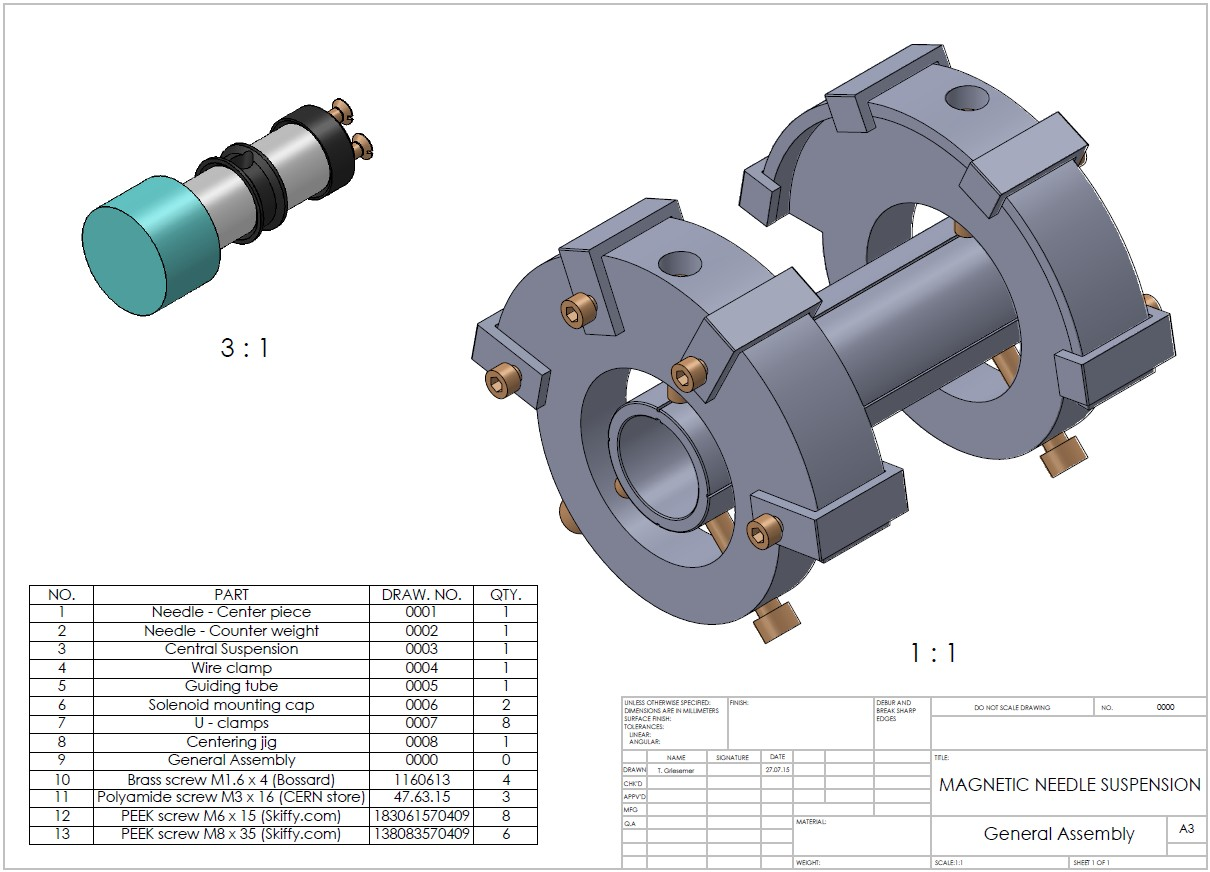 3 : 1
1 : 1
NO. PART DRAW. NO. QTY.
1 Needle - Center piece 0001 1
2 Needle - Counter weight 0002 1
3 Central Suspension 0003 1
4 Wire clamp 0004 1
5 Guiding tube 0005 1
6 Solenoid mounting cap 0006 2
7 U - clamps 0007 8
8 Centering jig 0008 1
9 General Assembly 0000 0
10 Brass screw M1.6 x 4 (Bossard) 1160613 4
11 Polyamide screw M3 x 16 (CERN store) 47.63.15 3
12 PEEK screw M6 x 15 (Skiffy.com) 183061570409 8
13 PEEK screw M8 x 35 (Skiffy.com) 138083570409 6
UNLESS OTHERWISE SPECIFIED:
DIMENSIONS ARE IN MILLIMETERS
SURFACE FINISH:
TOLERANCES:
LINEAR:
ANGULAR:
FINISH:
DEBUR AND
BREAK SHARP
EDGES
DO NOT SCALE DRAWING
NO. 0000
NAME SIGNATURE DATE
DRAWN T. Griesemer 27.07.15
CHK'D
APPV'D
MFG
Q.A
MATERIAL:
WEIGHT:
TITLE:
MAGNETIC NEEDLE SUSPENSION
General Assembly
A3
SCALE:1:1
SHEET 1 OF 1